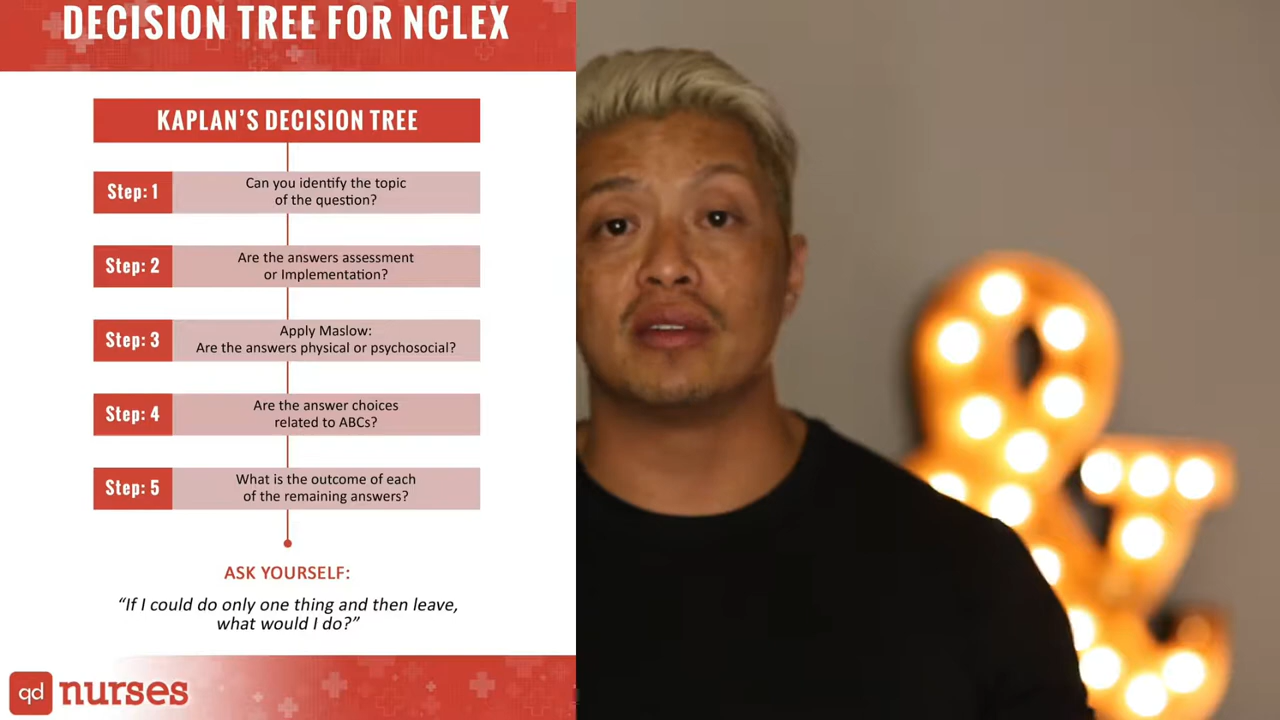 DECISION TREE FOR NCLEX
KAPLAN'S DECISION TREE
Step: 1
Can you identify the topic
of the question?
Step: 2
Are the answers assessment
or Implementation?
Step: 3
Apply Maslow:
Are the answers physical or psychosocial?
Step: 4
Are the answer choices
related to ABCs?
Step: 5
What is the outcome of each
of the remaining answers?
ASK YOURSELF:
“If I could do only one thing and then leave,
what would I do?”
qd nurses